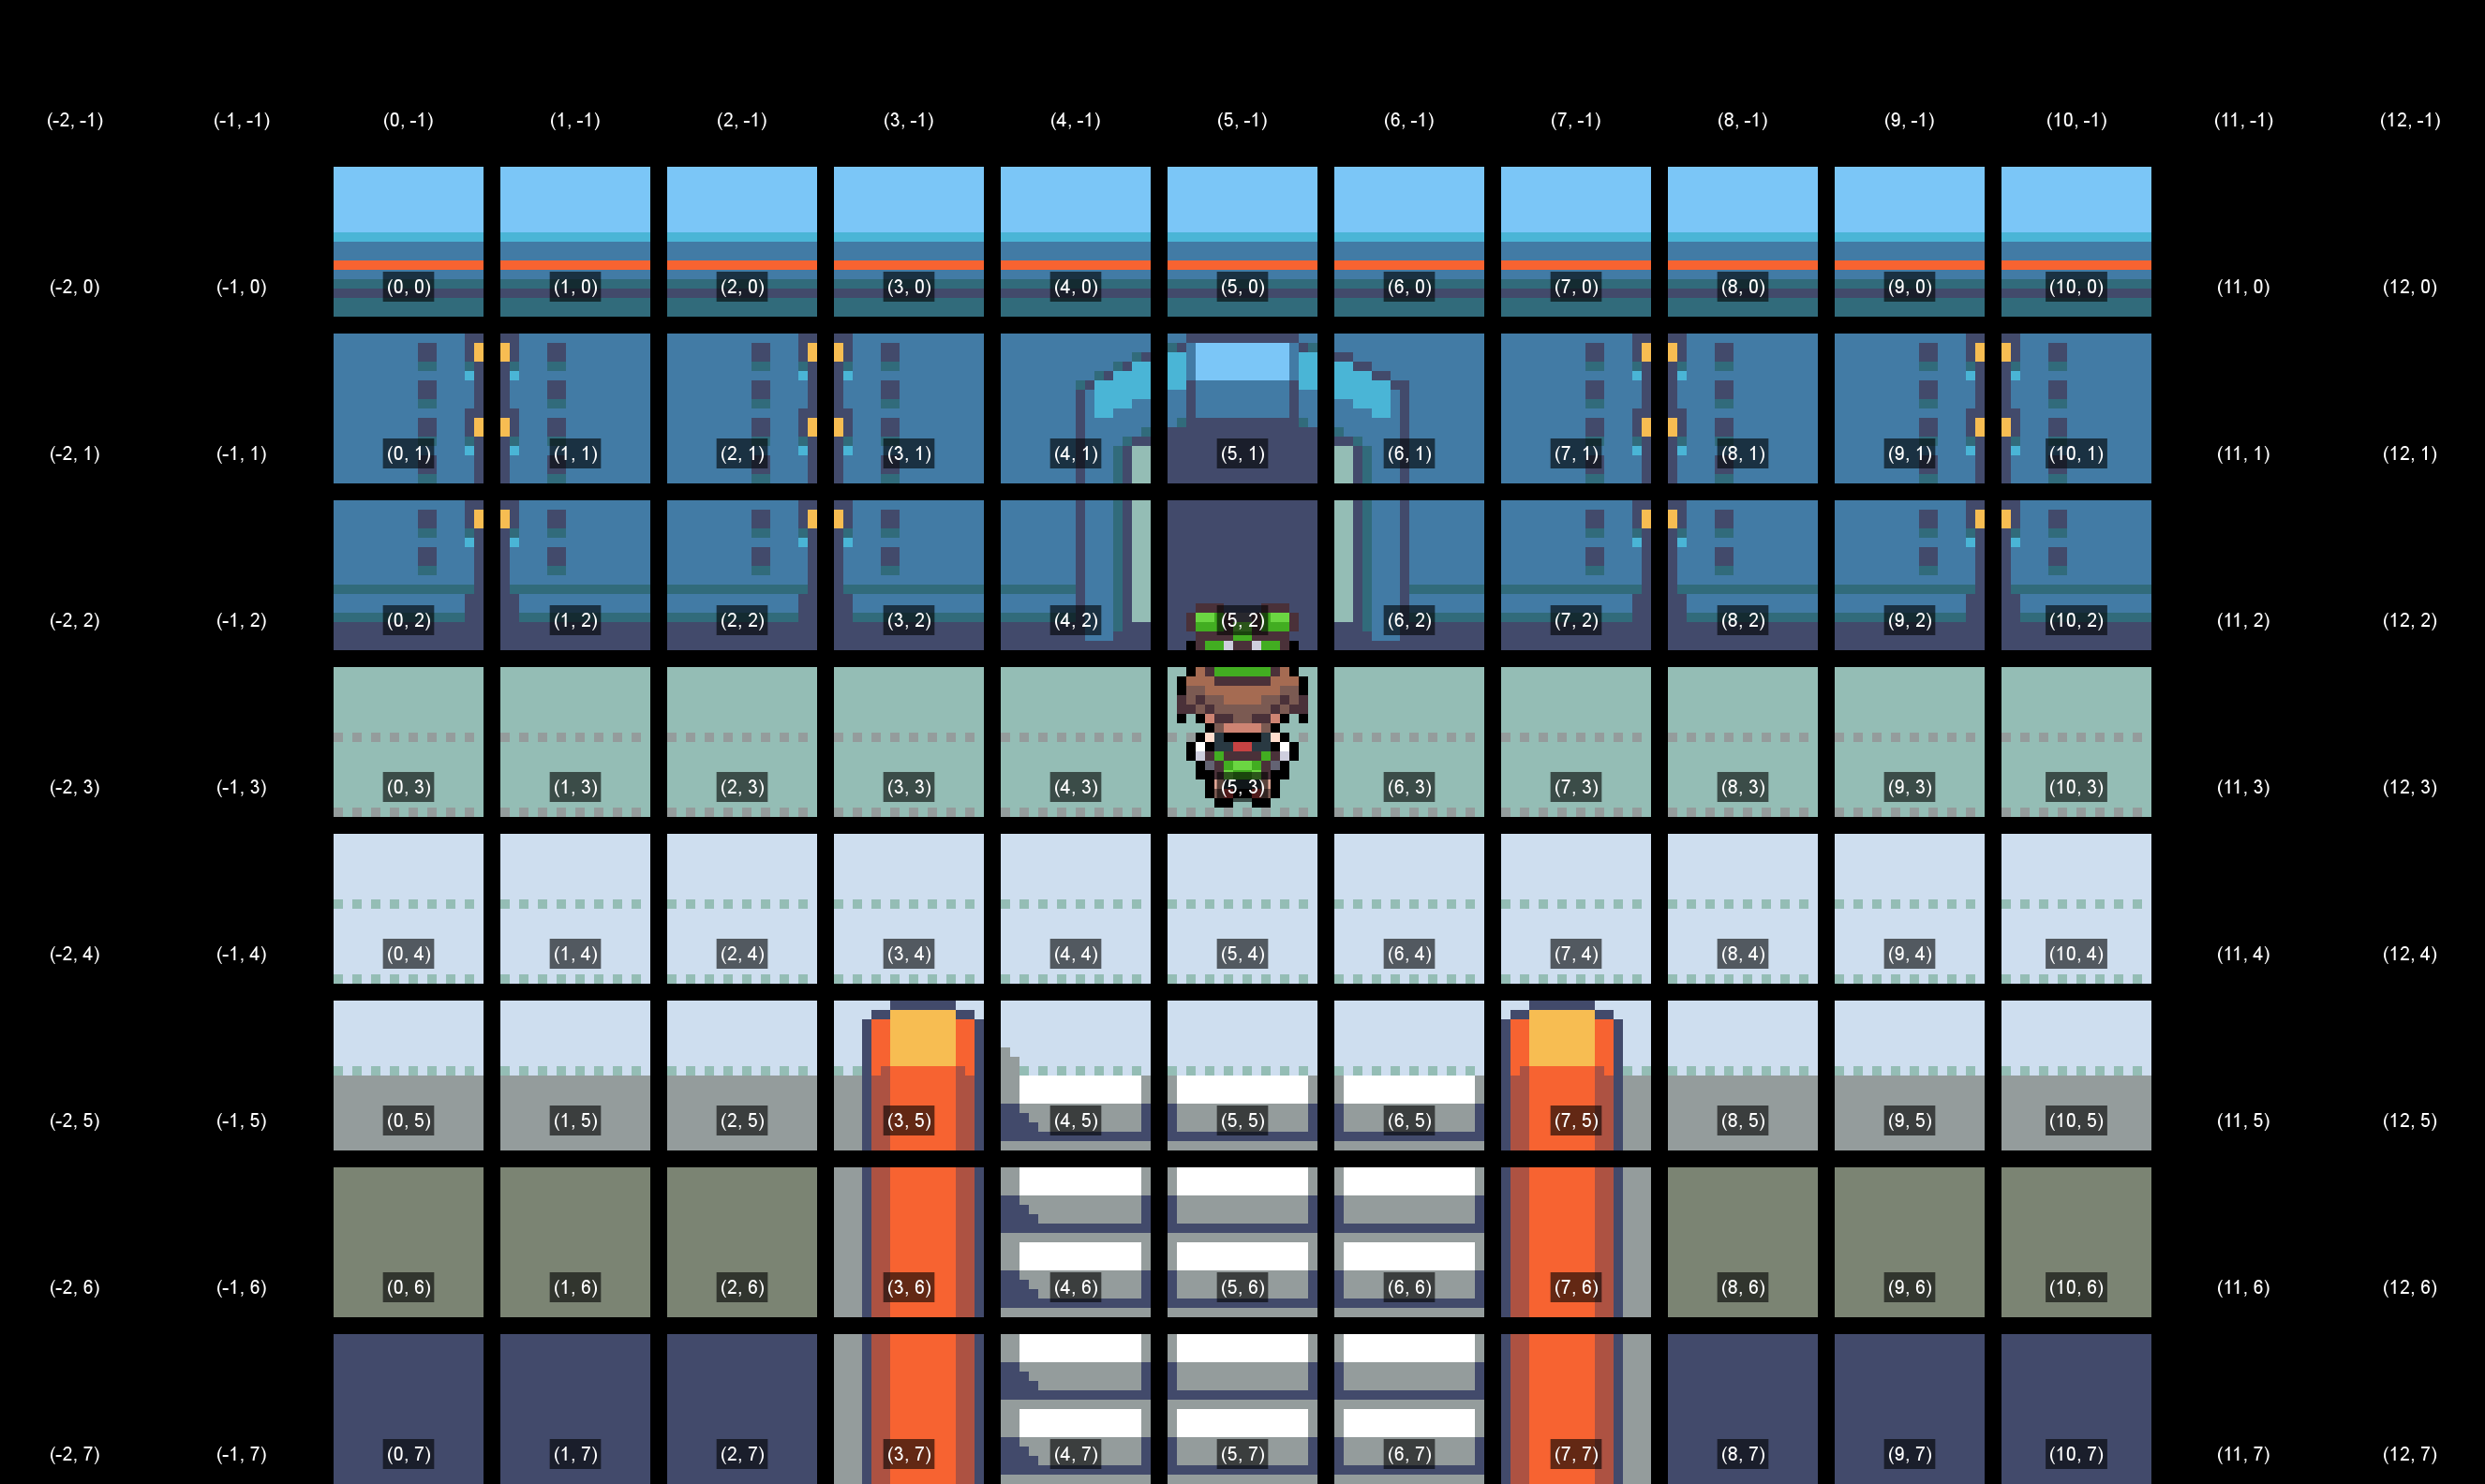 (-2, -1) (-1, -1) (0, -1) (1, -1) (2, -1) (3, -1) (4, -1) (5, -1) (6, -1) (7, -1) (8, -1) (9, -1) (10, -1) (11, -1) (12, -1)
(-2, 0) (-1, 0) (0, 0) (1, 0) (2, 0) (3, 0) (4, 0) (5, 0) (6, 0) (7, 0) (8, 0) (9, 0) (10, 0) (11, 0) (12, 0)
(-2, 1) (-1, 1) (0, 1) (1, 1) (2, 1) (3, 1) (4, 1) (5, 1) (6, 1) (7, 1) (8, 1) (9, 1) (10, 1) (11, 1) (12, 1)
(-2, 2) (-1, 2) (0, 2) (1, 2) (2, 2) (3, 2) (4, 2) (5, 2) (6, 2) (7, 2) (8, 2) (9, 2) (10, 2) (11, 2) (12, 2)
(-2, 3) (-1, 3) (0, 3) (1, 3) (2, 3) (3, 3) (4, 3) (5, 3) (6, 3) (7, 3) (8, 3) (9, 3) (10, 3) (11, 3) (12, 3)
(-2, 4) (-1, 4) (0, 4) (1, 4) (2, 4) (3, 4) (4, 4) (5, 4) (6, 4) (7, 4) (8, 4) (9, 4) (10, 4) (11, 4) (12, 4)
(-2, 5) (-1, 5) (0, 5) (1, 5) (2, 5) (3, 5) (4, 5) (5, 5) (6, 5) (7, 5) (8, 5) (9, 5) (10, 5) (11, 5) (12, 5)
(-2, 6) (-1, 6) (0, 6) (1, 6) (2, 6) (3, 6) (4, 6) (5, 6) (6, 6) (7, 6) (8, 6) (9, 6) (10, 6) (11, 6) (12, 6)
(-2, 7) (-1, 7) (0, 7) (1, 7) (2, 7) (3, 7) (4, 7) (5, 7) (6, 7) (7, 7) (8, 7) (9, 7) (10, 7) (11, 7) (12, 7)